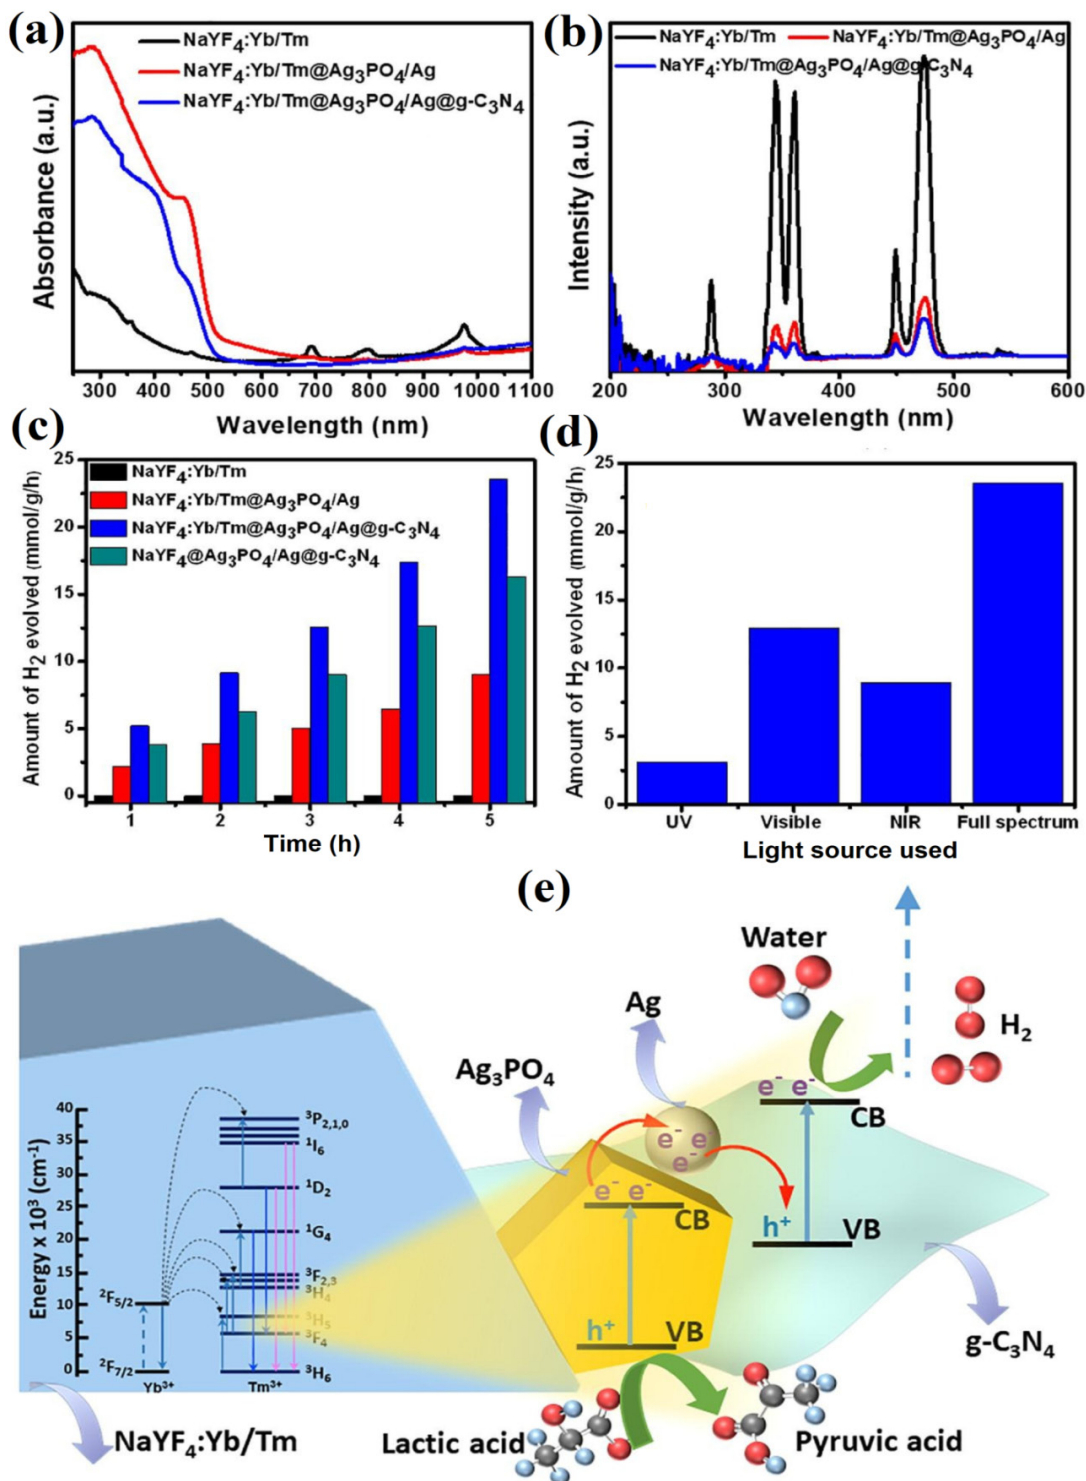 (a)
NaYF4:Yb/Tm
NaYF4:Yb/Tm@Ag3PO4/Ag
NaYF4:Yb/Tm@Ag3PO4/Ag@g-C3N4
Absorbance (a.u.)
300 400 500 600 700 800 900 1000 1100
Wavelength (nm)
(b)
NaYF4:Yb/Tm NaYF4:Yb/Tm@Ag3PO4/Ag
NaYF4:Yb/Tm@Ag3PO4/Ag@g-C3N4
Intensity (a.u.)
200 300 400 500 600
Wavelength (nm)
(c)
NaYF4:Yb/Tm
NaYF4:Yb/Tm@Ag3PO4/Ag
NaYF4:Yb/Tm@Ag3PO4/Ag@g-C3N4
NaYF4@Ag3PO4/Ag@g-C3N4
Amount of H2 evolved (mmol/g/h)
25
20
15
10
5
0
1 2 3 4 5
Time (h)
(d)
Amount of H2 evolved (mmol/g/h)
25
20
15
10
5
0
UV Visible NIR Full spectrum
Light source used
(e)
Water
H2
Ag
Ag3PO4
e- e-
CB
e- e-
e-
e- e-
CB
h+
VB
h+
VB
g-C3N4
Energy x 10³ (cm-1)
40
35
30
25
20
15
10
5
0
³P2,1,0
¹I6
¹D2
¹G4
³F2,3
³H4
³H5
³F4
³H6
²F5/2
²F7/2
Yb³⁺
Tm³⁺
NaYF4:Yb/Tm
Lactic acid
Pyruvic acid